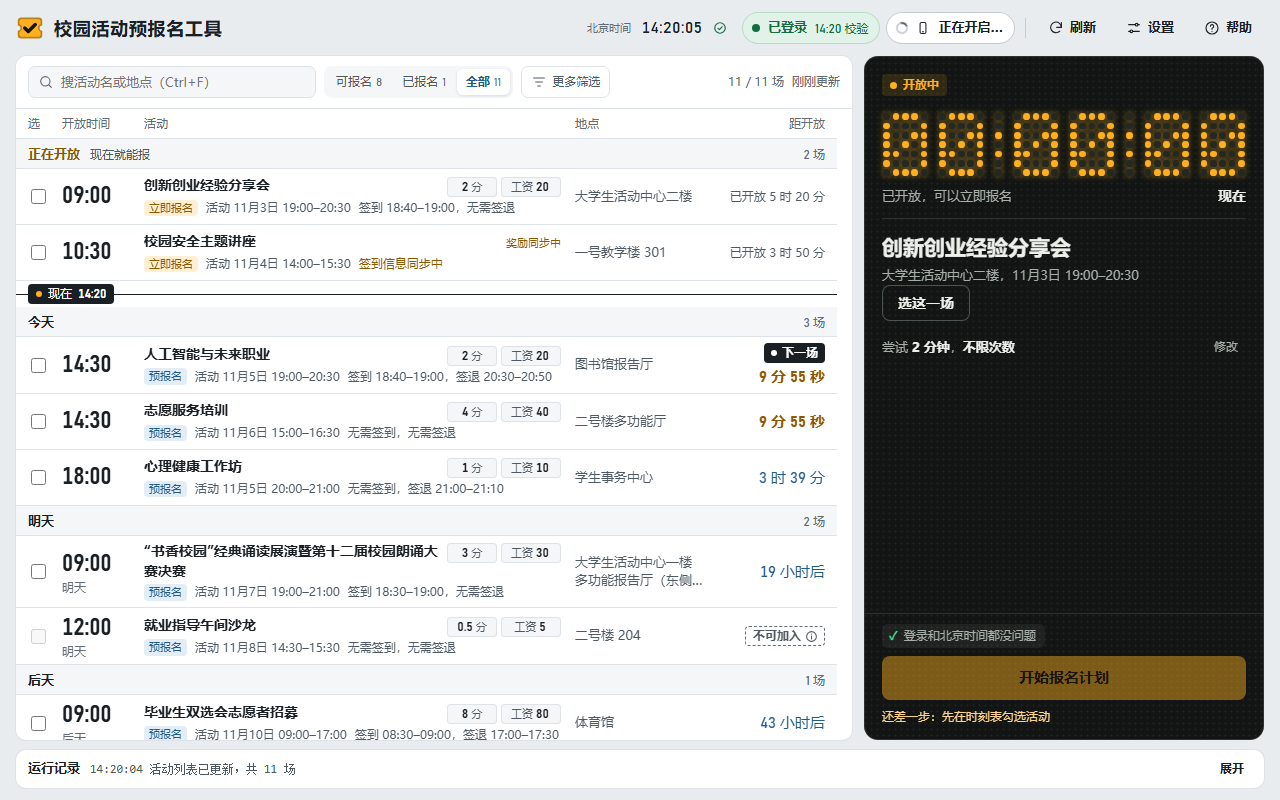 校园活动预报名工具
北京时间 14:20:05
已登录 14:20 校验
正在开启...
刷新
设置
帮助
搜活动名或地点（Ctrl+F）
可报名 8
已报名 1
全部 11
更多筛选
11 / 11 场 刚刚更新
选 开放时间 活动 地点 距开放
正在开放 现在就能报 2 场
09:00 创新创业经验分享会 2 分 工资 20 大学生活动中心二楼 已开放 5 时 20 分
立即报名 活动 11月3日 19:00–20:30 签到 18:40–19:00，无需签退
10:30 校园安全主题讲座 奖励同步中 一号教学楼 301 已开放 3 时 50 分
立即报名 活动 11月4日 14:00–15:30 签到信息同步中
现在 14:20
今天 3 场
14:30 人工智能与未来职业 2 分 工资 20 图书馆报告厅 下一场
预报名 活动 11月5日 19:00–20:30 签到 18:40–19:00，签退 20:30–20:50 9 分 55 秒
14:30 志愿服务培训 4 分 工资 40 二号楼多功能厅 9 分 55 秒
预报名 活动 11月6日 15:00–16:30 无需签到，无需签退
18:00 心理健康工作坊 1 分 工资 10 学生事务中心 3 时 39 分
预报名 活动 11月5日 20:00–21:00 无需签到，签退 21:00–21:10
明天 2 场
09:00 明天 “书香校园”经典诵读展演暨第十二届校园朗诵大 3 分 工资 30 大学生活动中心一楼 19 小时后
赛决赛 多功能报告厅（东侧...
预报名 活动 11月7日 19:00–21:00 签到 18:30–19:00，无需签退
12:00 明天 就业指导午间沙龙 0.5 分 工资 5 二号楼 204 不可加入
预报名 活动 11月8日 14:30–15:30 无需签到，无需签退
后天 1 场
09:00 后天 毕业生双选会志愿者招募 8 分 工资 80 体育馆 43 小时后
预报名 活动 11月10日 09:00–17:00 签到 08:30–09:00，签退 17:00–17:30
开放中
00:00:00
已开放，可以立即报名 现在
创新创业经验分享会
大学生活动中心二楼，11月3日 19:00–20:30
选这一场
尝试 2 分钟，不限次数 修改
登录和北京时间都没问题
开始报名计划
还差一步：先在时刻表勾选活动
运行记录 14:20:04 活动列表已更新，共 11 场 展开